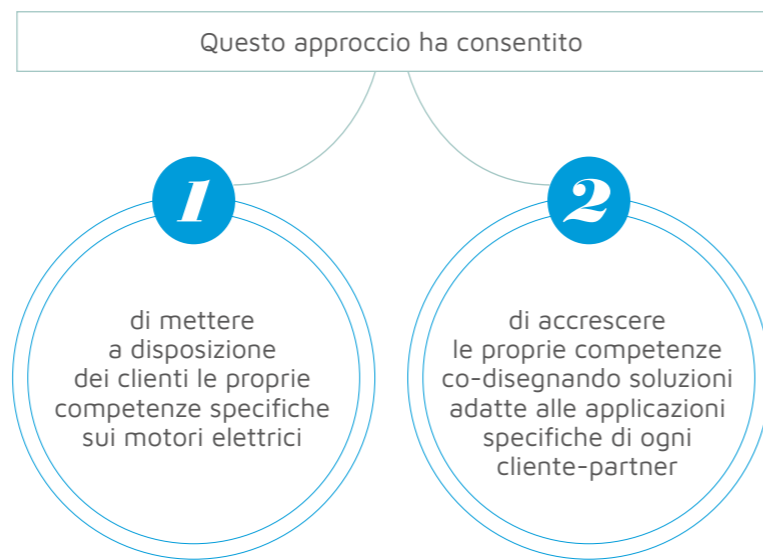 Questo approccio ha consentito
1
di mettere
a disposizione
dei clienti le proprie
competenze specifiche
sui motori elettrici
2
di accrescere
le proprie competenze
co-disegnando soluzioni
adatte alle applicazioni
specifiche di ogni
cliente-partner